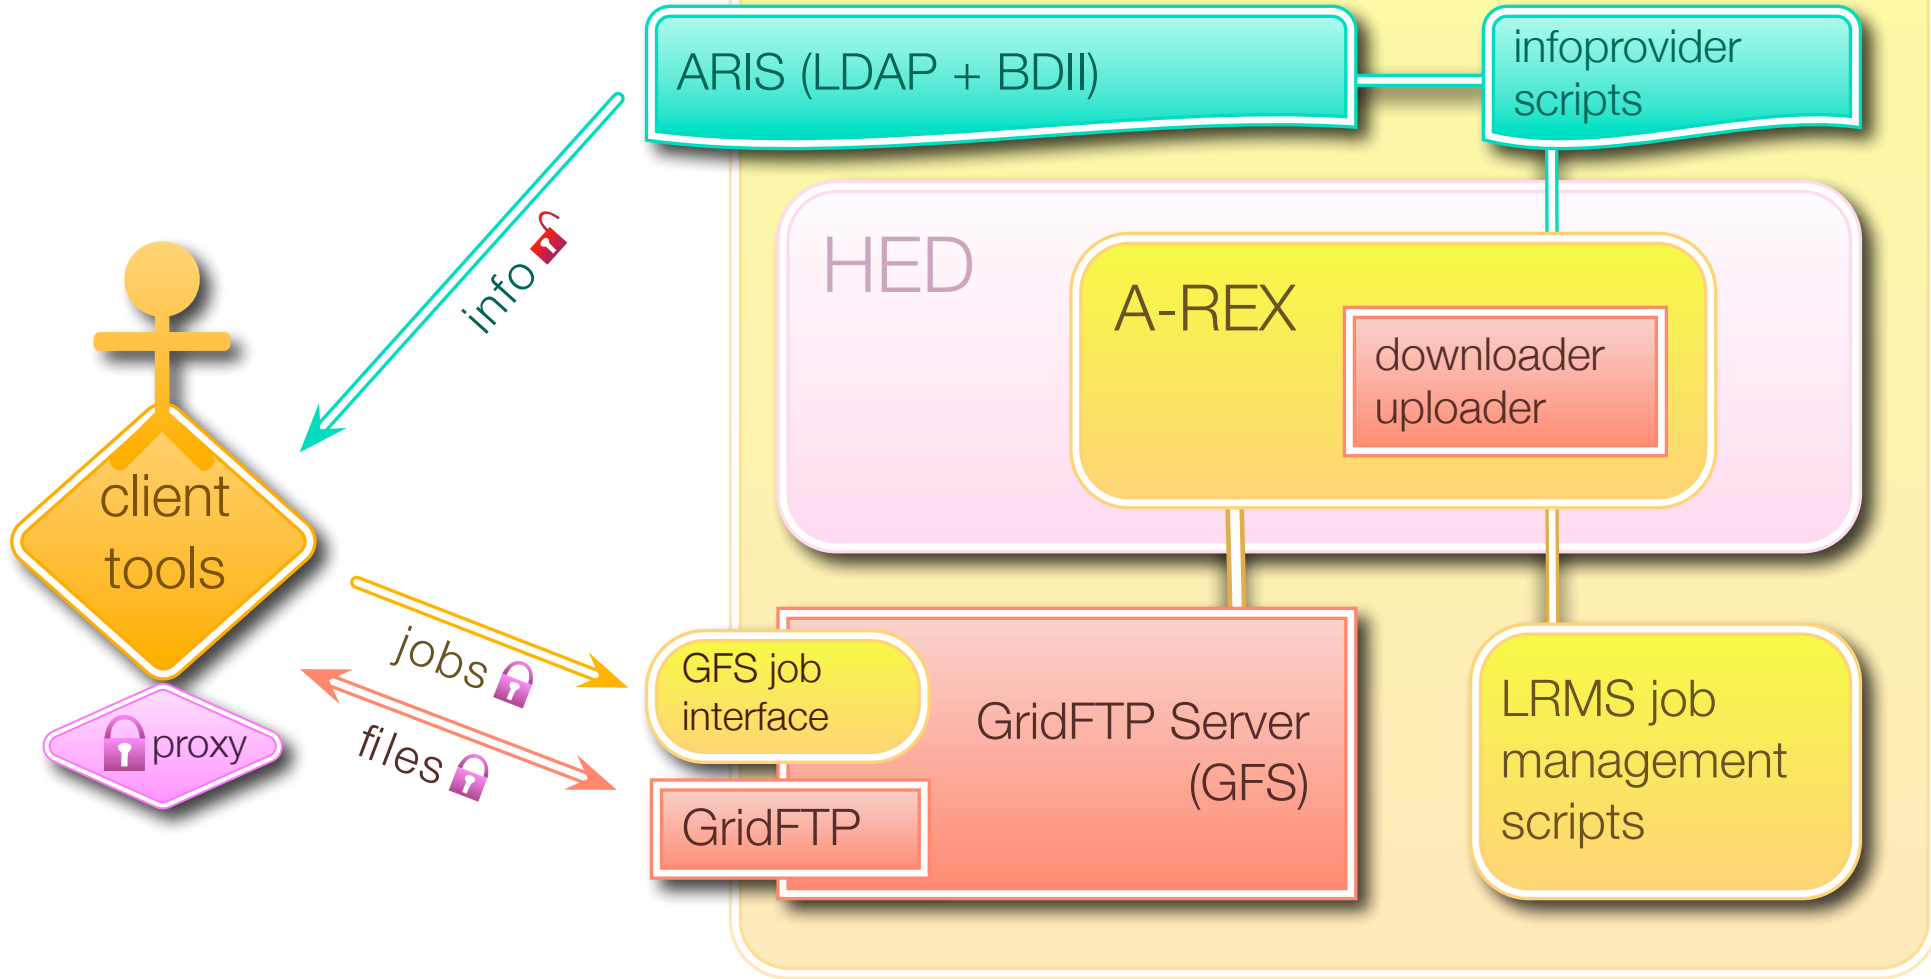 ARIS (LDAP + BDII)
infoprovider
scripts
info
HED
A-REX
downloader
uploader
client
tools
proxy
jobs
files
GFS job
interface
GridFTP
GridFTP Server
(GFS)
LRMS job
management
scripts